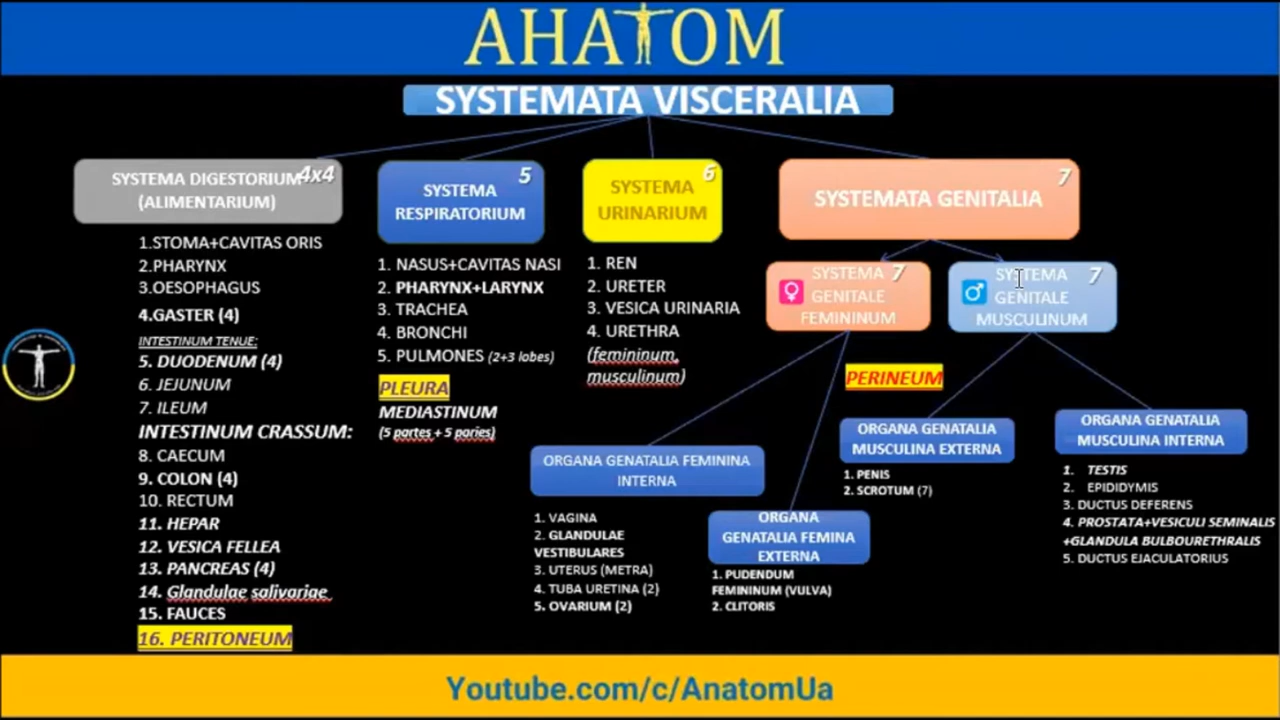 АНАТОМ
SYSTEMATA VISCERALIA
SYSTEMA DIGESTORIUM 4x4
(ALIMENTARIUM)
1.STOMA+CAVITAS ORIS
2.PHARYNX
3.OESOPHAGUS
4.GASTER (4)
INTESTINUM TENUE:
5. DUODENUM (4)
6. JEJUNUM
7. ILEUM
INTESTINUM CRASSUM:
8. CAECUM
9. COLON (4)
10. RECTUM
11. HEPAR
12. VESICA FELLEA
13. PANCREAS (4)
14. Glandulae salivariae
15. FAUCES
16. PERITONEUM
SYSTEMA 5
RESPIRATORIUM
1. NASUS+CAVITAS NASI
2. PHARYNX+LARYNX
3. TRACHEA
4. BRONCHI
5. PULMONES (2+3 lobes)
PLEURA
MEDIASTINUM
(5 partes + 5 paries)
SYSTEMA 6
URINARIUM
1. REN
2. URETER
3. VESICA URINARIA
4. URETHRA
(femininum,
musculinum)
SYSTEMATA GENITALIA 7
SYSTEMA 7
GENITALE
FEMININUM
SYSTEMA 7
GENITALE
MUSCULINUM
PERINEUM
ORGANA GENATALIA FEMININA
INTERNA
1. VAGINA
2. GLANDULAE
VESTIBULARES
3. UTERUS (METRA)
4. TUBA URETINA (2)
5. OVARIUM (2)
ORGANA
GENATALIA FEMINA
EXTERNA
1. PUDENDUM
FEMININUM (VULVA)
2. CLITORIS
ORGANA GENATALIA
MUSCULINA EXTERNA
1. PENIS
2. SCROTUM (7)
ORGANA GENATALIA
MUSCULINA INTERNA
1. TESTIS
2. EPIDIDYMIS
3. DUCTUS DEFERENS
4. PROSTATA+VESICULI SEMINALIS
+GLANDULA BULBOURETHRALIS
5. DUCTUS EJACULATORIUS
Youtube.com/c/AnatomUa